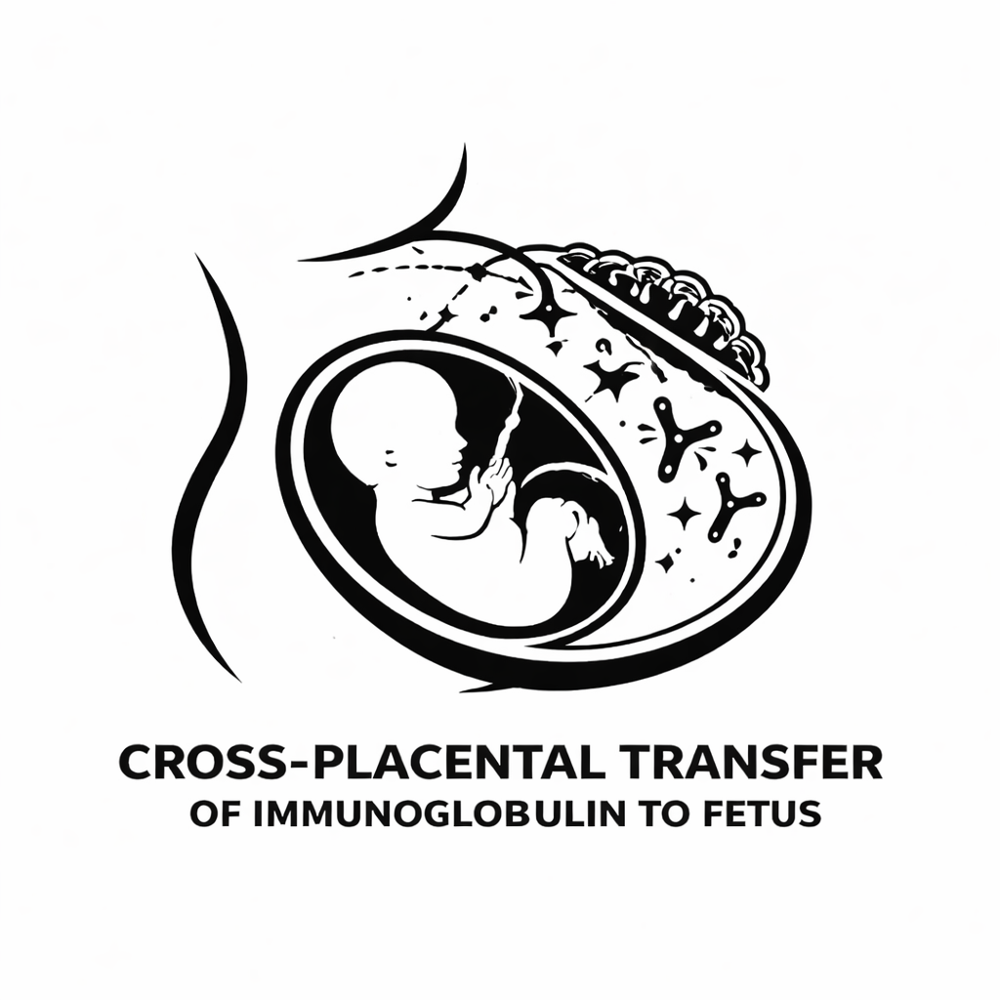 CROSS-PLACENTAL TRANSFER
OF IMMUNOGLOBULIN TO FETUS